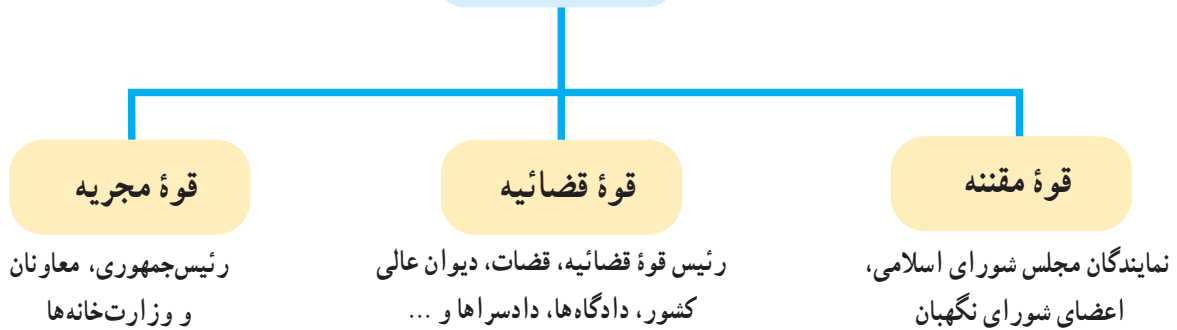 قوهٔ مقننه
نمایندگان مجلس شورای اسلامی،
اعضای شورای نگهبان
قوهٔ قضائیه
رئیس قوهٔ قضائیه، قضات، دیوان عالی
کشور، دادگاه‌ها، دادسراها و ...
قوهٔ مجریه
رئیس‌جمهوری، معاونان
و وزارت‌خانه‌ها